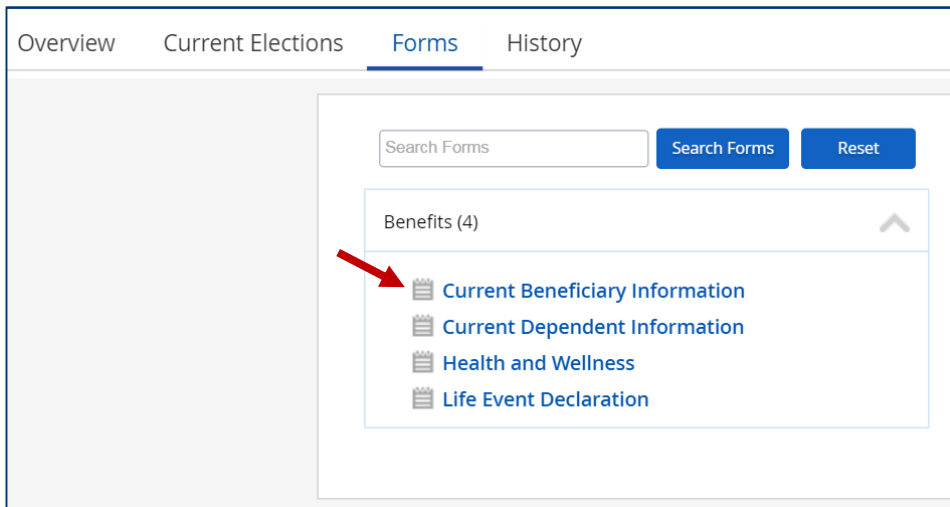 Overview Current Elections Forms History
Search Forms Search Forms Reset
Benefits (4)
Current Beneficiary Information
Current Dependent Information
Health and Wellness
Life Event Declaration